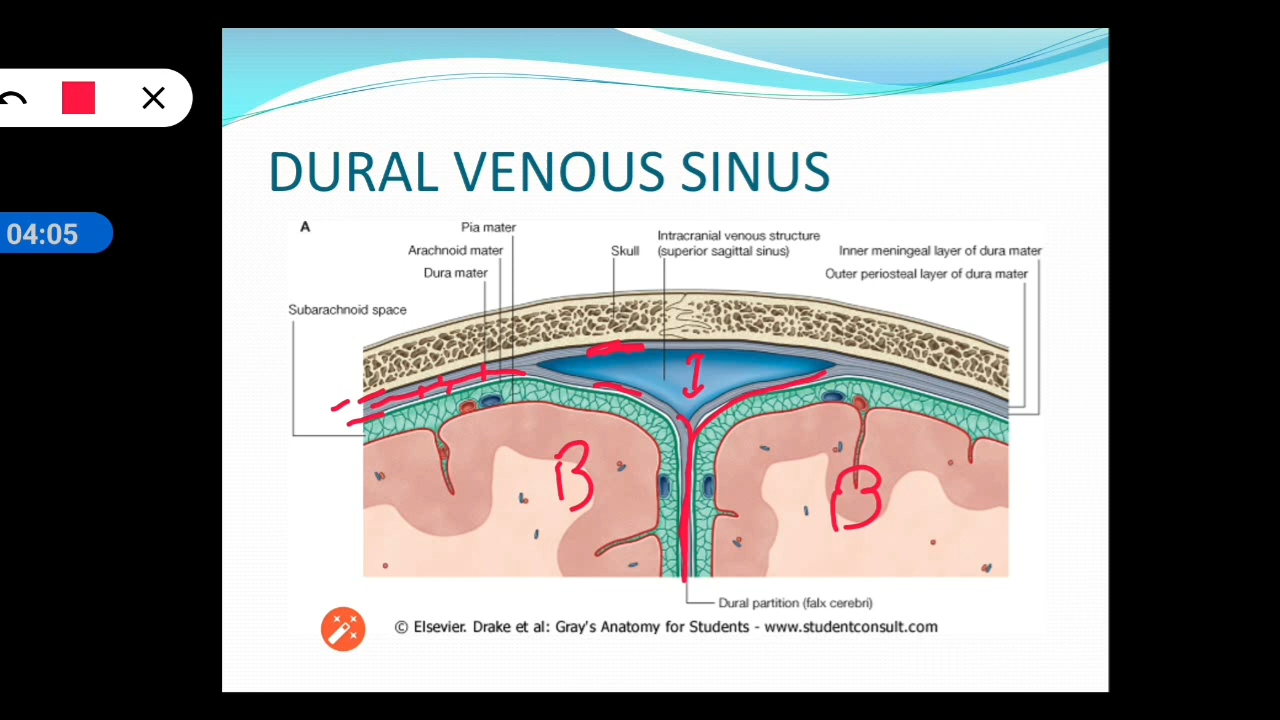 04:05
DURAL VENOUS SINUS
A
Pia mater
Arachnoid mater
Dura mater
Subarachnoid space
Skull
Intracranial venous structure
(superior sagittal sinus)
Inner meningeal layer of dura mater
Outer periosteal layer of dura mater
I
B
B
Dural partition (falx cerebri)
© Elsevier. Drake et al: Gray's Anatomy for Students - www.studentconsult.com